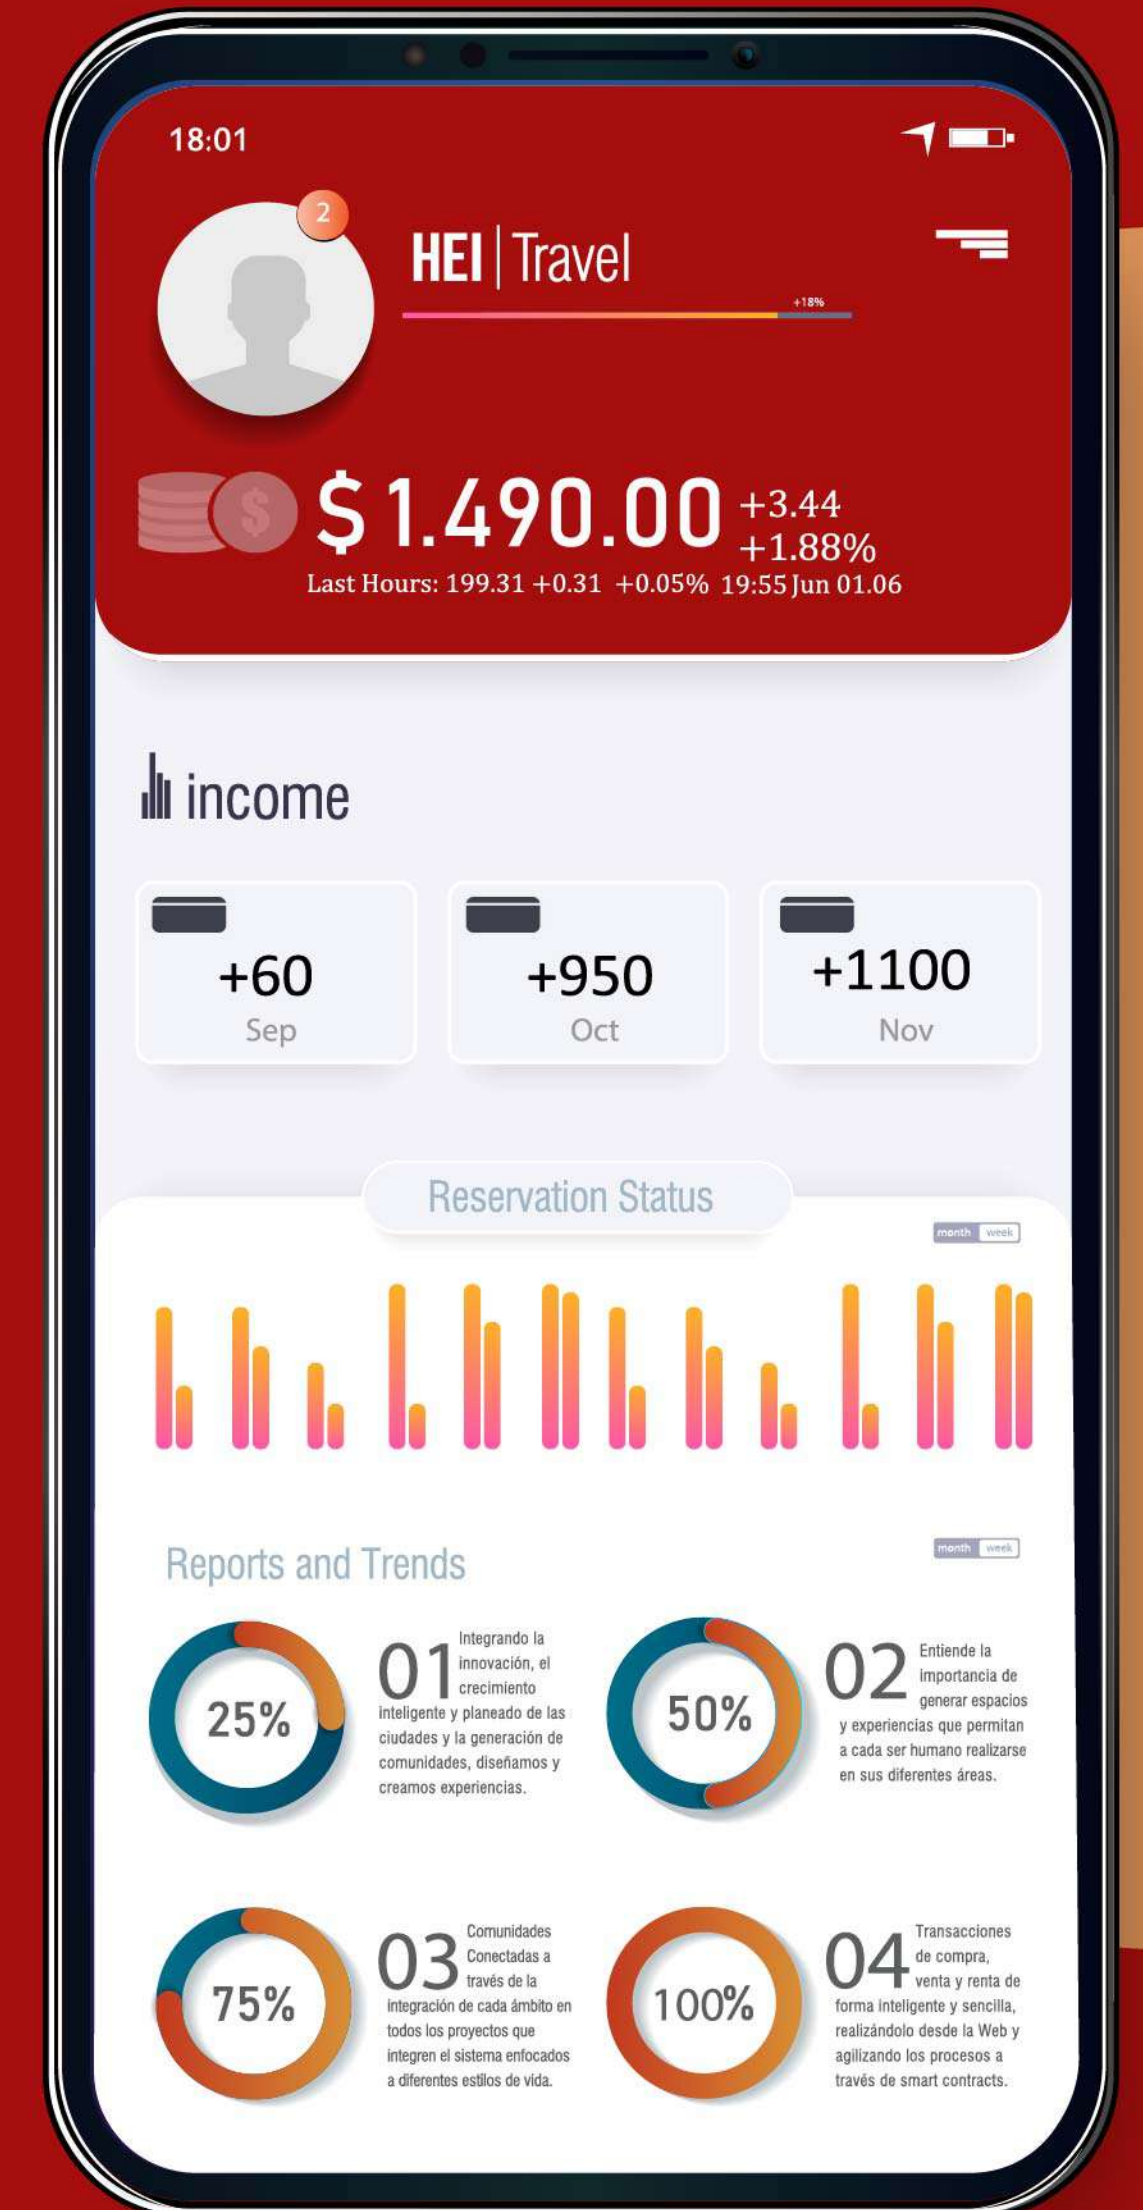 18:01
2
HEI | Travel
+18%
$ 1.490.00
+3.44
+1.88%
Last Hours: 199.31 +0.31 +0.05% 19:55 Jun 01.06
income
+60
Sep
+950
Oct
+1100
Nov
Reservation Status
month week
Reports and Trends
month week
25%
01
Integrando la
innovación, el
crecimiento
inteligente y planeado de las
ciudades y la generación de
comunidades, diseñamos y
creamos experiencias.
50%
02
Entiende la
importancia de
generar espacios
y experiencias que permitan
a cada ser humano realizarse
en sus diferentes áreas.
75%
03
Comunidades
Conectadas a
través de la
integración de cada ámbito en
todos los proyectos que
integren el sistema enfocados
a diferentes estilos de vida.
100%
04
Transacciones
de compra,
venta y renta de
forma inteligente y sencilla,
realizándolo desde la Web y
agilizando los procesos a
través de smart contracts.